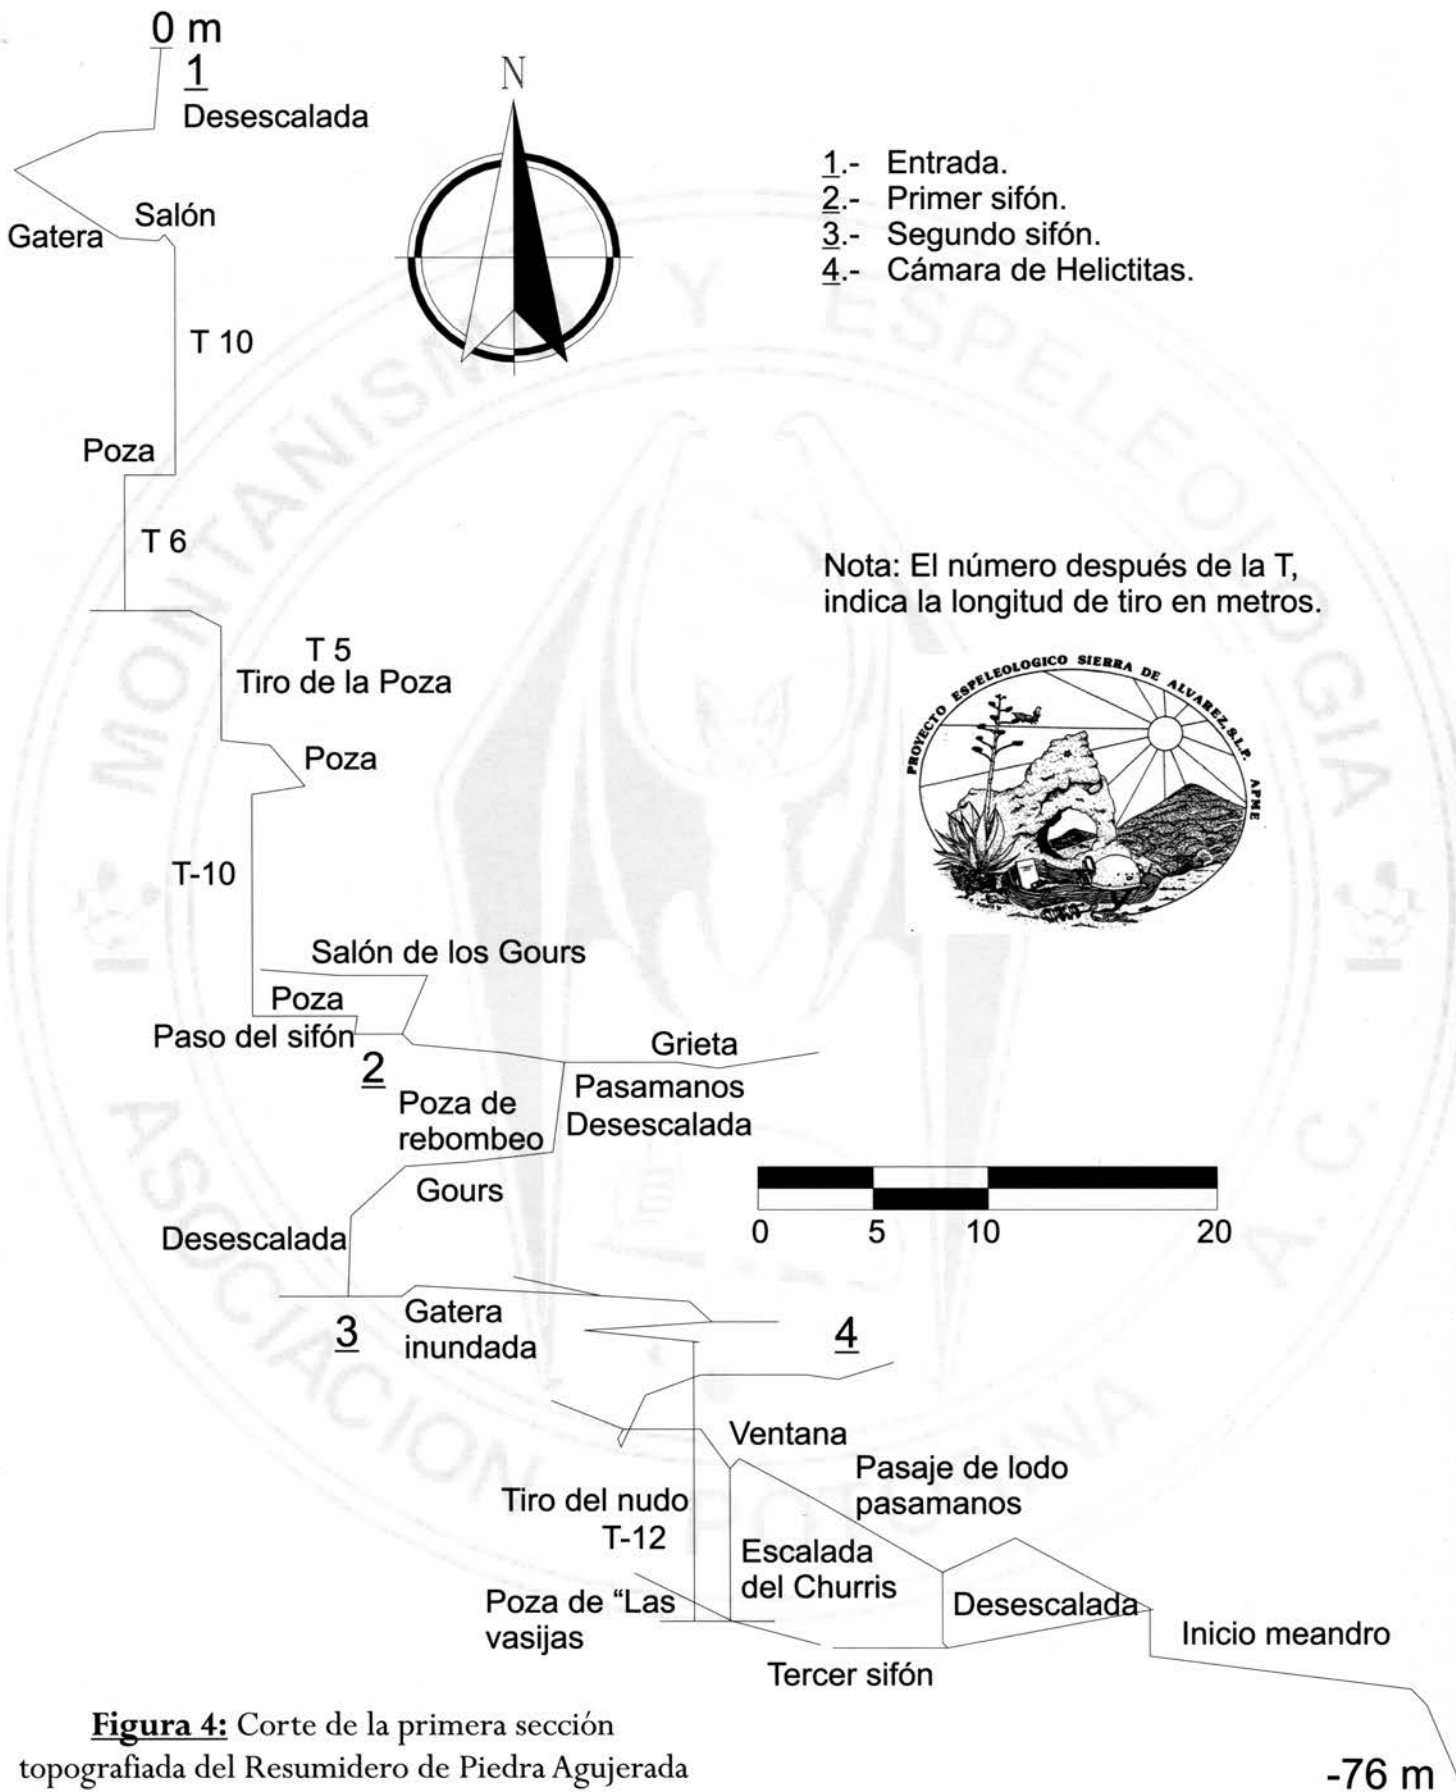 0 m
1
Desescalada
N
1.- Entrada.
2.- Primer sifón.
3.- Segundo sifón.
4.- Cámara de Helictitas.
Salón
Gatera
T 10
Poza
T 6
Nota: El número después de la T,
indica la longitud de tiro en metros.
T 5
Tiro de la Poza
PROYECTO ESPELEOLOGICO SIERRA DE ALVAREZ, S.L.P. APME
Poza
T-10
Salón de los Gours
Poza
Paso del sifón
2
Grieta
Pasamanos
Desescalada
Poza de
rebombeo
Gours
Desescalada
0 5 10 20
3
Gatera
inundada
4
Ventana
Pasaje de lodo
pasamanos
Tiro del nudo
T-12
Escalada
del Churris
Poza de “Las
vasijas
Desescalada
Inicio meandro
Tercer sifón
Figura 4: Corte de la primera sección
topografiada del Resumidero de Piedra Agujerada
-76 m
MONTANISMO Y ESPELEOLOGIA
ASOCIACION POTOSINA A. C.